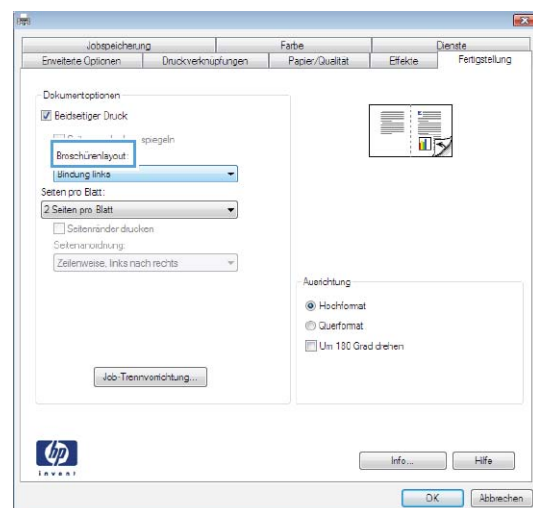 Jobspeicherung
Farbe
Dienste
Erweiterte Optionen
Druckverknüpfungen
Papier/Qualität
Effekte
Fertigstellung
Dokumentoptionen
Beidseitiger Druck
spiegeln
Broschürenlayout:
Bindung links
Seiten pro Blatt:
2 Seiten pro Blatt
Seitenränder drucken
Seitenanordnung:
Zeilenweise, links nach rechts
Job-Trennvorrichtung...
Ausrichtung
Hochformat
Querformat
Um 180 Grad drehen
hp
invent
Info...
Hilfe
OK
Abbrechen